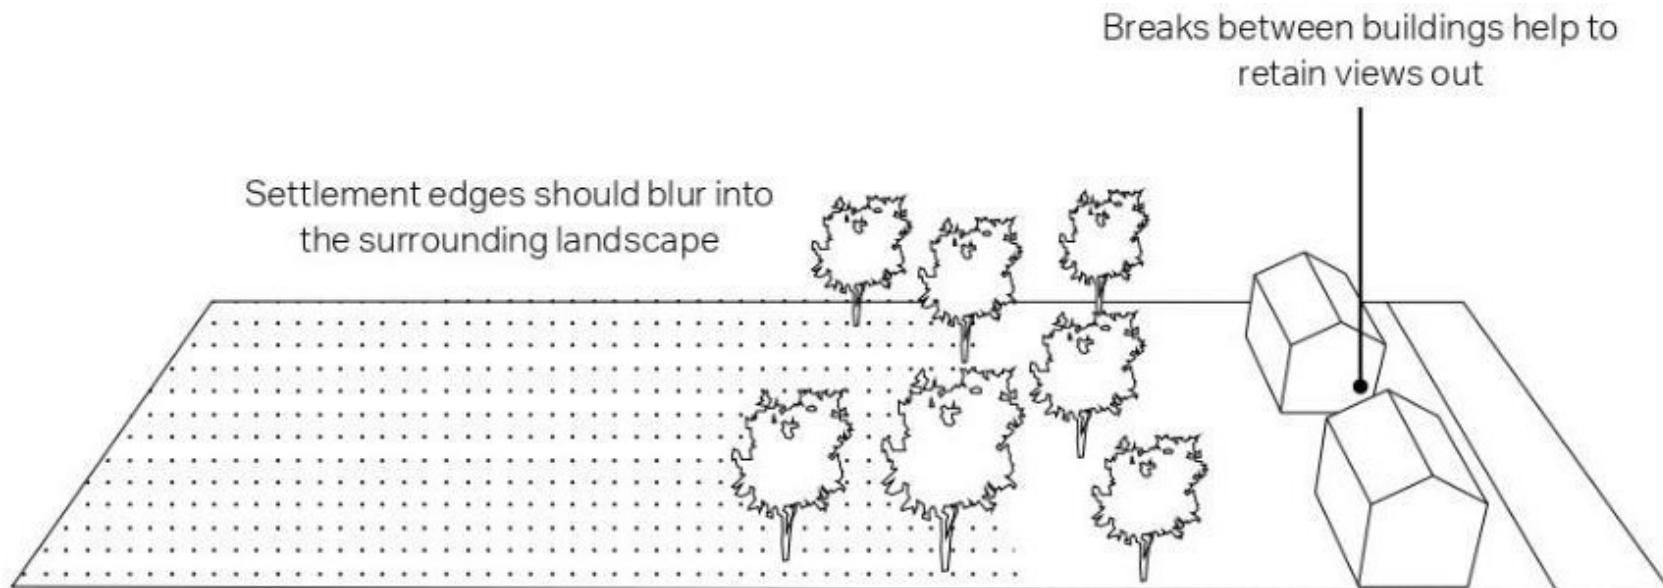 Breaks between buildings help to
retain views out
Settlement edges should blur into
the surrounding landscape